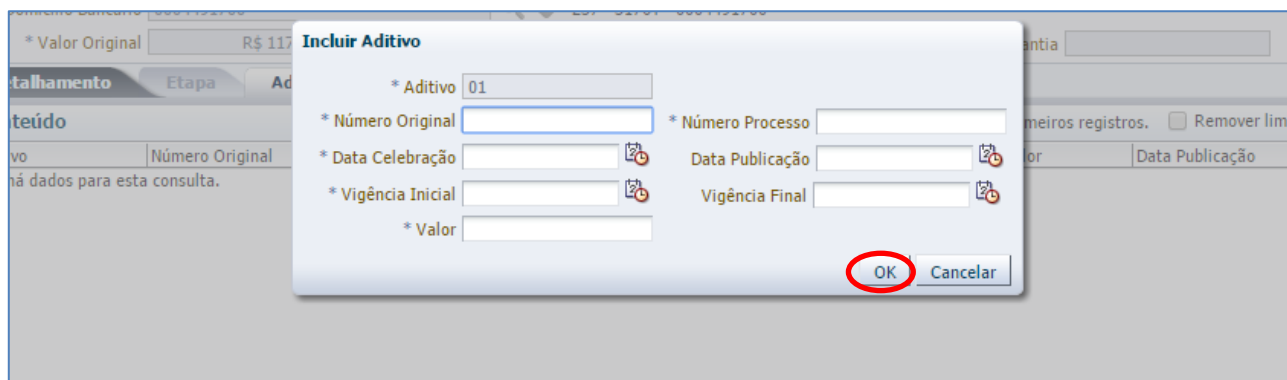 * Valor Original R$ 117
Incluir Aditivo
antia
talhamento Etapa Ad
* Aditivo 01
teúdo
* Número Original * Número Processo
meiros registros. Remover lim
vo Número Original
* Data Celebração Data Publicação
lor Data Publicação
há dados para esta consulta.
* Vigência Inicial Vigência Final
* Valor
OK Cancelar